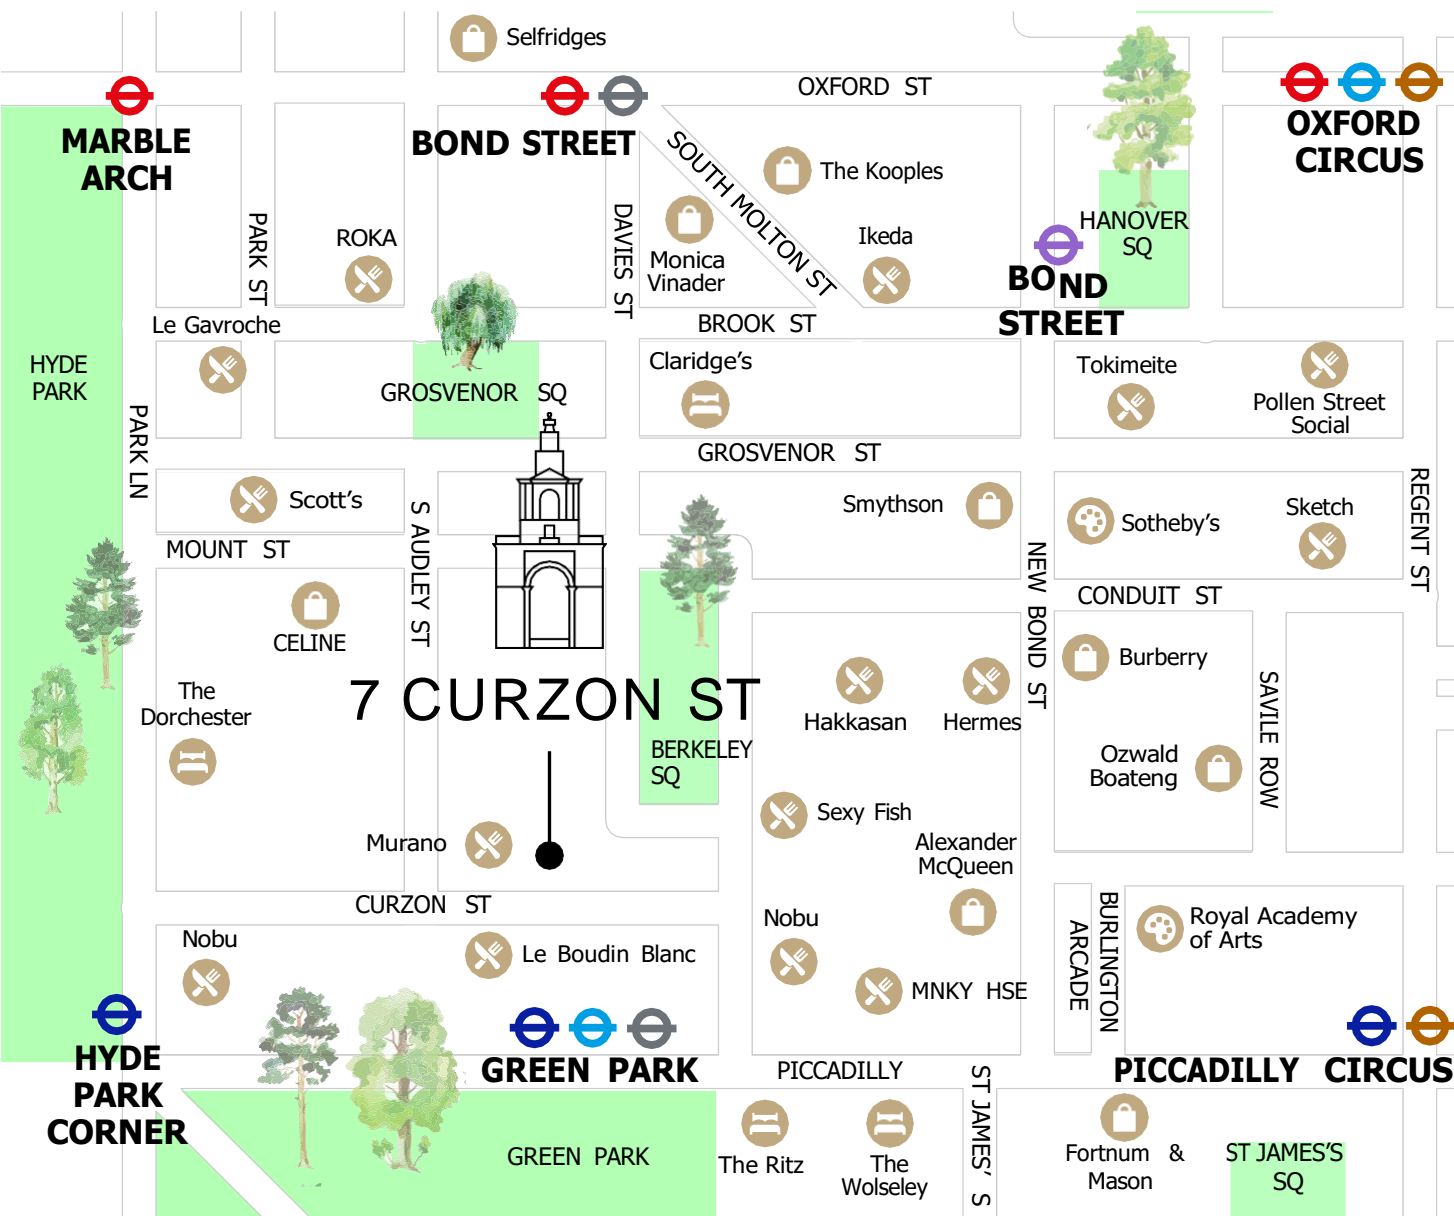 Selfridges
OXFORD ST
MARBLE
ARCH
BOND STREET
OXFORD
CIRCUS
SOUTH MOLTON ST
The Kooples
PARK ST
ROKA
DAVIES ST
Monica
Vinader
Ikeda
HANOVER
SQ
BOND
STREET
Le Gavroche
BROOK ST
HYDE
PARK
GROSVENOR SQ
Claridge's
Tokimeite
Pollen Street
Social
PARK LN
GROSVENOR ST
Scott's
Smythson
Sotheby's
Sketch
REGENT ST
MOUNT ST
S AUDLEY ST
NEW BOND ST
CONDUIT ST
CELINE
Burberry
The
Dorchester
7 CURZON ST
Hakkasan
Hermes
SAVILE ROW
BERKELEY
SQ
Ozwald
Boateng
Murano
Sexy Fish
Alexander
McQueen
CURZON ST
Nobu
Le Boudin Blanc
Nobu
MNKY HSE
BURLINGTON
ARCADE
Royal Academy
of Arts
HYDE
PARK
CORNER
GREEN PARK
PICCADILLY
PICCADILLY CIRCUS
ST JAMES' S
GREEN PARK
The Ritz
The
Wolseley
Fortnum &
Mason
ST JAMES'S
SQ